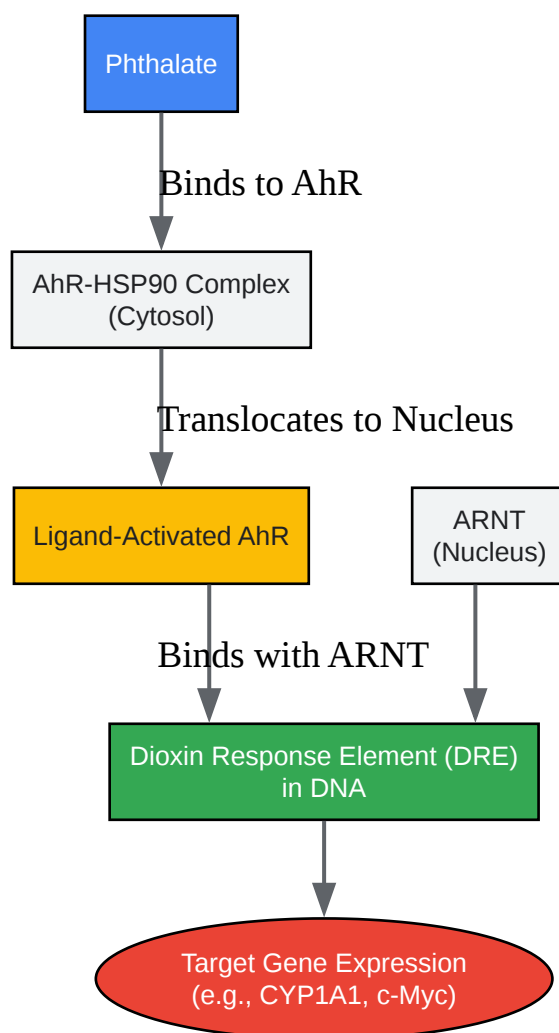 Phthalate
Binds to AhR
AhR-HSP90 Complex
(Cytosol)
Translocates to Nucleus
Ligand-Activated AhR
ARNT
(Nucleus)
Binds with ARNT
Dioxin Response Element (DRE)
in DNA
Target Gene Expression
(e.g., CYP1A1, c-Myc)